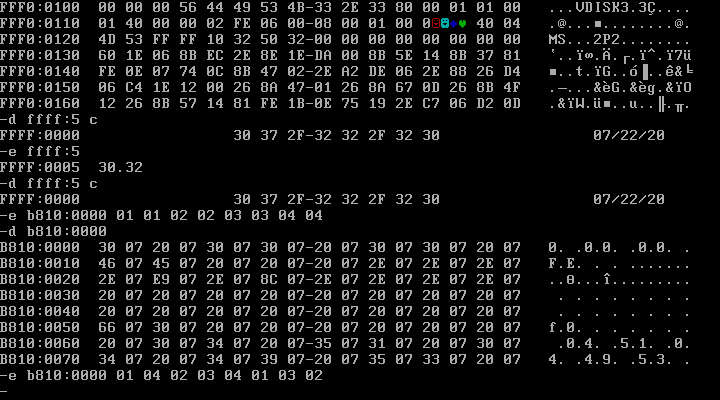 FFF0:0100  00 00 00 56 44 49 53 4B-33 2E 33 80 00 01 01 00   ...VDISK3.3Ç....
FFF0:0110  01 40 00 00 02 FE 06 00-08 00 01 00 0☺☻♦♥ 40 04   .@...■........@.
FFF0:0120  4D 53 FF FF 10 32 50 32-00 00 00 00 00 00 00 00   MS...2P2........
FFF0:0130  60 1E 06 8B EC 2E 8E 1E-DA 00 8B 5E 14 8B 37 81   `..ï∞.Ä.┌.ï^.ï7ü
FFF0:0140  FE 0E 07 74 0C 8B 47 02-2E A2 DE 06 2E 88 26 D4   ■..t.ïG..ó▐..ê&╘
FFF0:0150  06 C4 1E 12 00 26 8A 47-01 26 8A 67 0D 26 8B 4F   .─...&èG.&èg.&ïO
FFF0:0160  12 26 8B 57 14 81 FE 1B-0E 75 19 2E C7 06 D2 0D   .&ïW.ü■..u..╟.╥.
-d ffff:5 c
FFFF:0000                 30 37 2F-32 32 2F 32 30             07/22/20
-e ffff:5
FFFF:0005  30.32
-d ffff:5 c
FFFF:0000                 30 37 2F-32 32 2F 32 30             07/22/20
-e b810:0000 01 01 02 02 03 03 04 04
-d b810:0000
B810:0000  30 07 20 07 30 07 30 07-20 07 30 07 30 07 20 07   0. .0.0. .0.0. .
B810:0010  46 07 45 07 20 07 20 07-20 07 2E 07 2E 07 2E 07   F.E. . . .......
B810:0020  2E 07 E9 07 2E 07 8C 07-2E 07 2E 07 2E 07 2E 07   ..Θ...î.........
B810:0030  20 07 20 07 20 07 20 07-20 07 20 07 20 07 20 07    . . . . . . . .
B810:0040  20 07 20 07 20 07 20 07-20 07 20 07 20 07 20 07    . . . . . . . .
B810:0050  66 07 30 07 20 07 20 07-20 07 20 07 20 07 20 07   f.0. . . . . . .
B810:0060  20 07 30 07 34 07 20 07-35 07 31 07 20 07 30 07    .0.4. .5.1. .0.
B810:0070  34 07 20 07 34 07 39 07-20 07 35 07 33 07 20 07   4. .4.9. .5.3. .
-e b810:0000 01 04 02 03 04 01 03 02
-